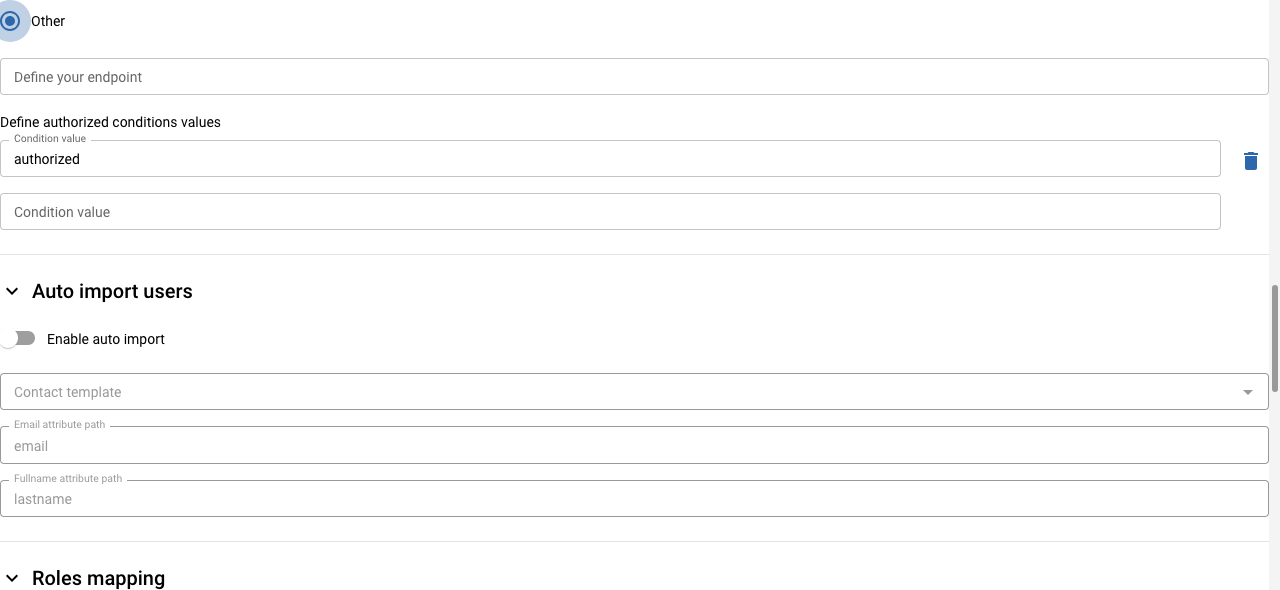 Other
Define your endpoint
Define authorized conditions values
Condition value
authorized
Condition value
Auto import users
Enable auto import
Contact template
Email attribute path
email
Fullname attribute path
lastname
Roles mapping